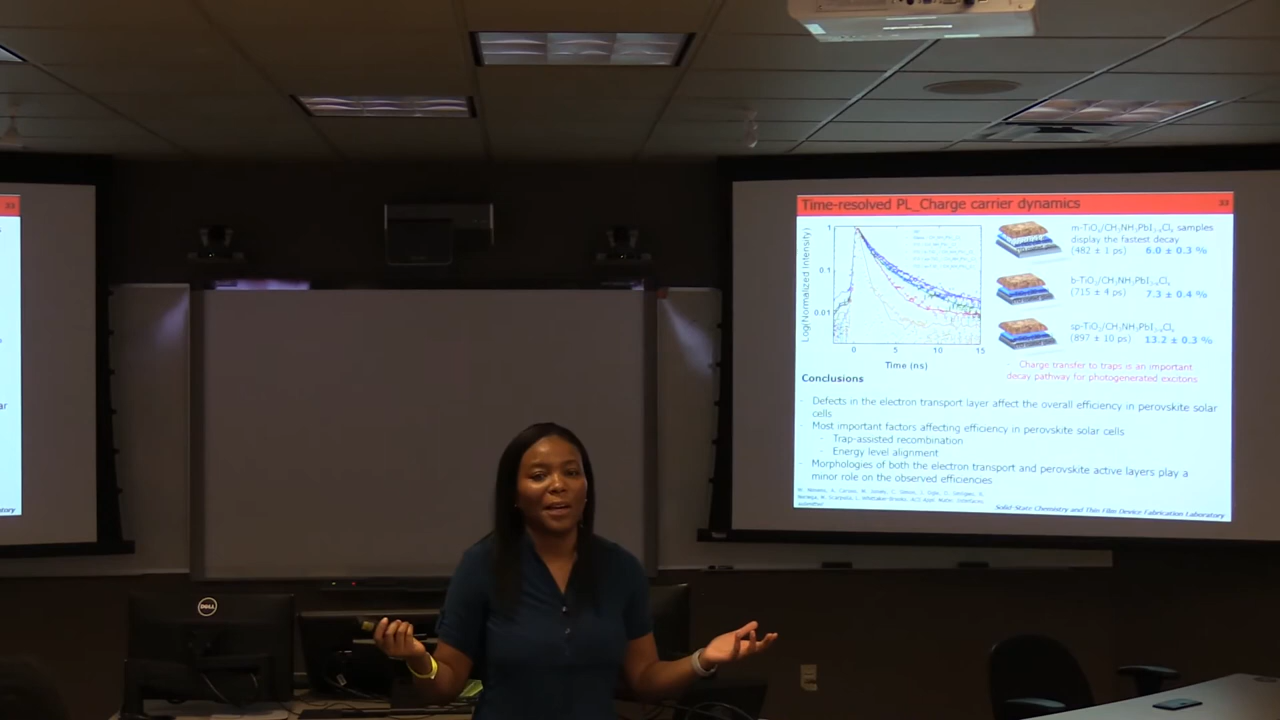 33
ar
ratory
DELL
Time-resolved PL_Charge carrier dynamics
33
Log(Normalized Intensity)
1
0.1
0.01
0
5
10
15
Time (ns)
m-TiO₂/CH₃NH₃PbI₃₋ₓClₓ samples
display the fastest decay
(482 ± 1 ps) 6.0 ± 0.3 %
b-TiO₂/CH₃NH₃PbI₃₋ₓClₓ
(715 ± 4 ps) 7.3 ± 0.4 %
sp-TiO₂/CH₃NH₃PbI₃₋ₓClₓ
(897 ± 10 ps) 13.2 ± 0.3 %
Charge transfer to traps is an important
decay pathway for photogenerated excitons
Conclusions
- Defects in the electron transport layer affect the overall efficiency in perovskite solar
cells
- Most important factors affecting efficiency in perovskite solar cells
- Trap-assisted recombination
- Energy level alignment
- Morphologies of both the electron transport and perovskite active layers play a
minor role on the observed efficiencies
Solid-State Chemistry and Thin Film Device Fabrication Laboratory